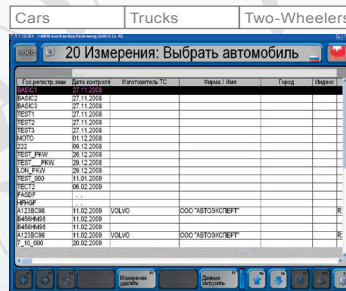 Cars Trucks Two-Wheelers
20 Измерения: Выбрать автомобиль
Гос.регистр.знак Дата контроля Изготовитель ТС Фирма / Имя Город Индекс
. .
BASIC1 27.11.2008
BASIC2 27.11.2008
BASIC3 27.11.2008
TEST1 27.11.2008
TEST2 27.11.2008
TEST3 27.11.2008
MOTO 01.12.2008
222 09.12.2008
TEST_PKW 26.12.2008
TEST___PKW 29.12.2008
LON_PKW 29.12.2008
TEST_000 11.01.2009
TECT2 06.02.2009
FASDF . .
HFHGF . .
A123BC98 11.02.2009 VOLVO ООО "АВТОЭКСПЕРТ"
B456HM98 11.02.2009
B456HM98 11.02.2009
A123BC98 11.02.2009 VOLVO ООО "АВТОЭКСПЕРТ"
7_10_000 20.02.2009
Измерение удалить
Данные загрузить